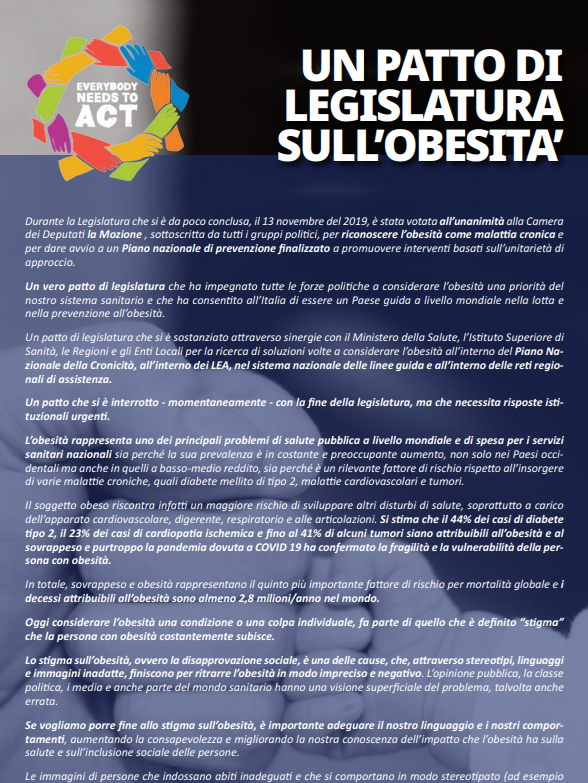 EVERYBODY
NEEDS TO
ACT
UN PATTO DI
LEGISLATURA
SULL'OBESITA'
Durante la Legislatura che si è da poco conclusa, il 13 novembre del 2019, è stata votata all'unanimità alla Camera
dei Deputati la Mozione , sottoscritta da tutti i gruppi politici, per riconoscere l'obesità come malattia cronica e
per dare avvio a un Piano nazionale di prevenzione finalizzato a promuovere interventi basati sull'unitarietà di
approccio.
Un vero patto di legislatura che ha impegnato tutte le forze politiche a considerare l'obesità una priorità del
nostro sistema sanitario e che ha consentito all'Italia di essere un Paese guida a livello mondiale nella lotta e
nella prevenzione all'obesità.
Un patto di legislatura che si è sostanziato attraverso sinergie con il Ministero della Salute, l'Istituto Superiore di
Sanità, le Regioni e gli Enti Locali per la ricerca di soluzioni volte a considerare l'obesità all'interno del Piano Na-
zionale della Cronicità, all'interno dei LEA, nel sistema nazionale delle linee guida e all'interno delle reti regio-
nali di assistenza.
Un patto che si è interrotto - momentaneamente - con la fine della legislatura, ma che necessita risposte isti-
tuzionali urgenti.
L'obesità rappresenta uno dei principali problemi di salute pubblica a livello mondiale e di spesa per i servizi
sanitari nazionali sia perché la sua prevalenza è in costante e preoccupante aumento, non solo nei Paesi occi-
dentali ma anche in quelli a basso-medio reddito, sia perché è un rilevante fattore di rischio rispetto all'insorgere
di varie malattie croniche, quali diabete mellito di tipo 2, malattie cardiovascolari e tumori.
Il soggetto obeso riscontra infatti un maggiore rischio di sviluppare altri disturbi di salute, soprattutto a carico
dell'apparato cardiovascolare, digerente, respiratorio e alle articolazioni. Si stima che il 44% dei casi di diabete
tipo 2, il 23% dei casi di cardiopatia ischemica e fino al 41% di alcuni tumori siano attribuibili all'obesità e al
sovrappeso e purtroppo la pandemia dovuta a COVID 19 ha confermato la fragilità e la vulnerabilità della per-
sona con obesità.
In totale, sovrappeso e obesità rappresentano il quinto più importante fattore di rischio per mortalità globale e i
decessi attribuibili all'obesità sono almeno 2,8 milioni/anno nel mondo.
Oggi considerare l'obesità una condizione o una colpa individuale, fa parte di quello che è definito "stigma"
che la persona con obesità costantemente subisce.
Lo stigma sull'obesità, ovvero la disapprovazione sociale, è una delle cause, che, attraverso stereotipi, linguaggi
e immagini inadatte, finiscono per ritrarre l'obesità in modo impreciso e negativo. L'opinione pubblica, la classe
politica, i media e anche parte del mondo sanitario hanno una visione superficiale del problema, talvolta anche
errata.
Se vogliamo porre fine allo stigma sull'obesità, è importante adeguare il nostro linguaggio e i nostri compor-
tamenti, aumentando la consapevolezza e migliorando la nostra conoscenza dell'impatto che l'obesità ha sulla
salute e sull'inclusione sociale delle persone.
Le immagini di persone che indossano abiti inadeguati e che si comportano in modo stereotipato (ad esempio